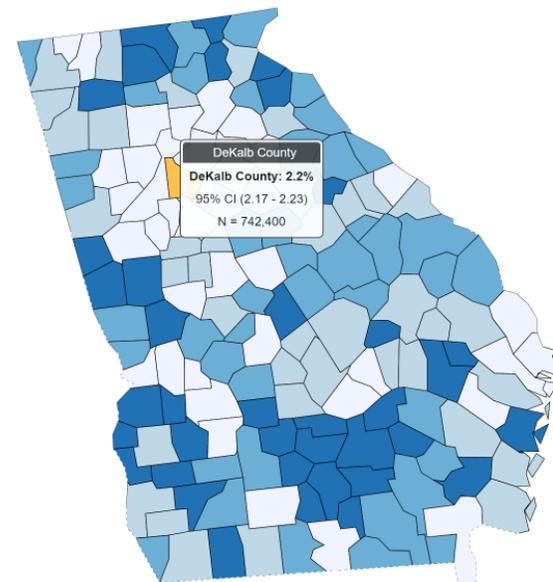 DeKalb County
DeKalb County: 2.2%
95% CI (2.17 - 2.23)
N = 742,400